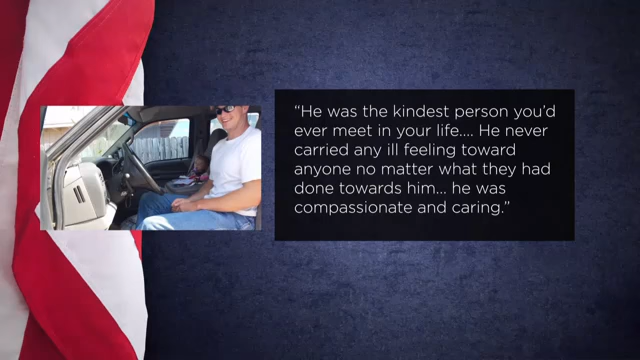 “He was the kindest person you’d
ever meet in your life.... He never
carried any ill feeling toward
anyone no matter what they had
done towards him... he was
compassionate and caring.”